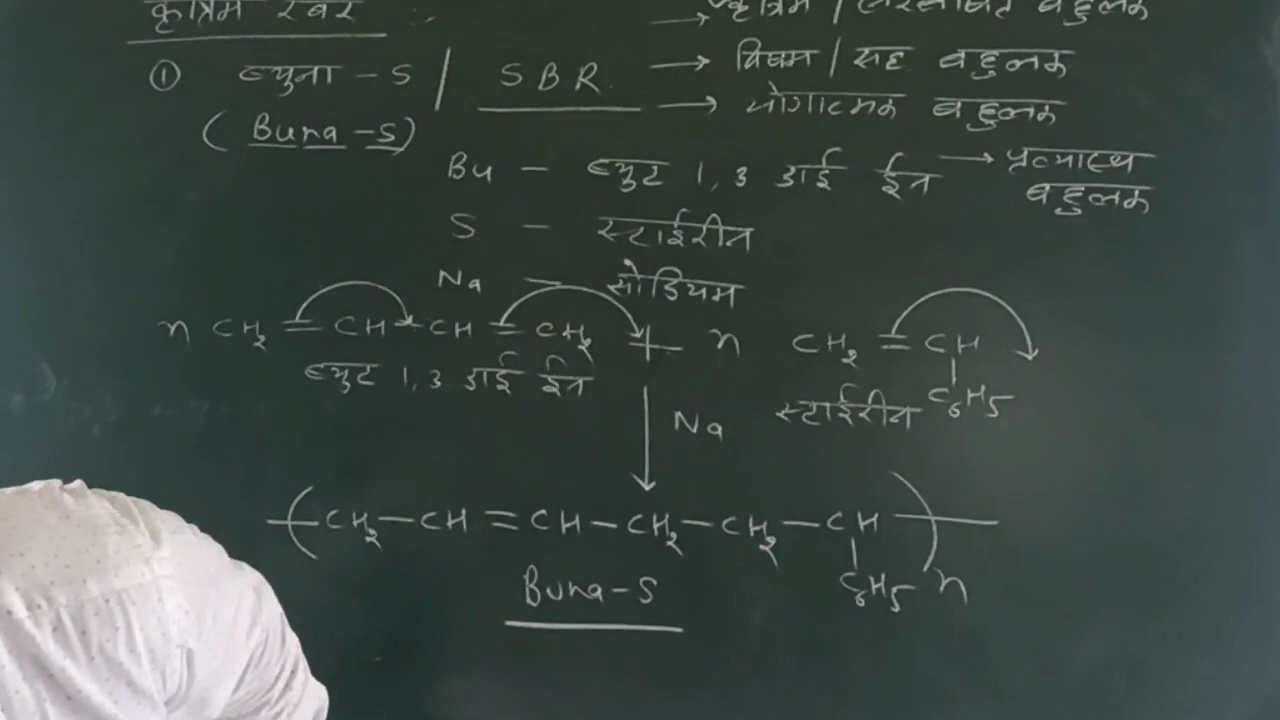 कृत्रिम रबर :
→ कृत्रिम / संश्लेषित बहुलक
① ब्युना - S / SBR. → विषम / सह बहुलक
(Buna - S) → योगात्मक बहुलक
Bu — ब्युट 1, 3 डाई ईन → प्रत्यास्थ बहुलक
S — स्टाईरीन
Na — सोडियम
n CH₂ = CH - CH = CH₂ + n CH₂ = CH
ब्युट 1, 3 डाई ईन
C₆H₅
स्टाईरीन
Na
( CH₂ — CH = CH — CH₂ — CH₂ — CH )
C₆H₅ n
Buna - S